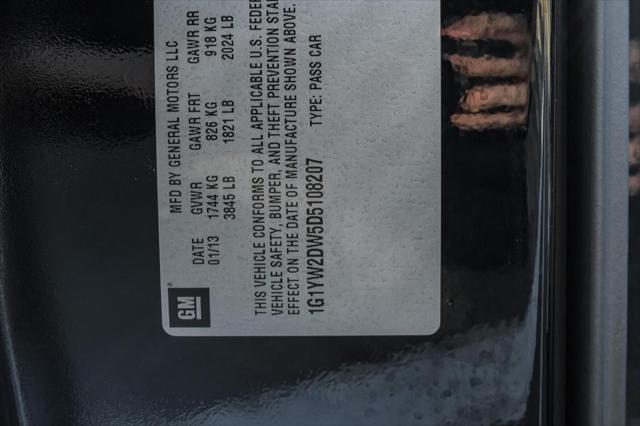 GM
MFD BY GENERAL MOTORS LLC
DATE GVWR GAWR FRT GAWR RR
01/13 1744 KG 826 KG 918 KG
3845 LB 1821 LB 2024 LB
THIS VEHICLE CONFORMS TO ALL APPLICABLE U.S. FEDE
VEHICLE SAFETY, BUMPER, AND THEFT PREVENTION STA
EFFECT ON THE DATE OF MANUFACTURE SHOWN ABOVE.
1G1YW2DW5D5108207 TYPE: PASS CAR